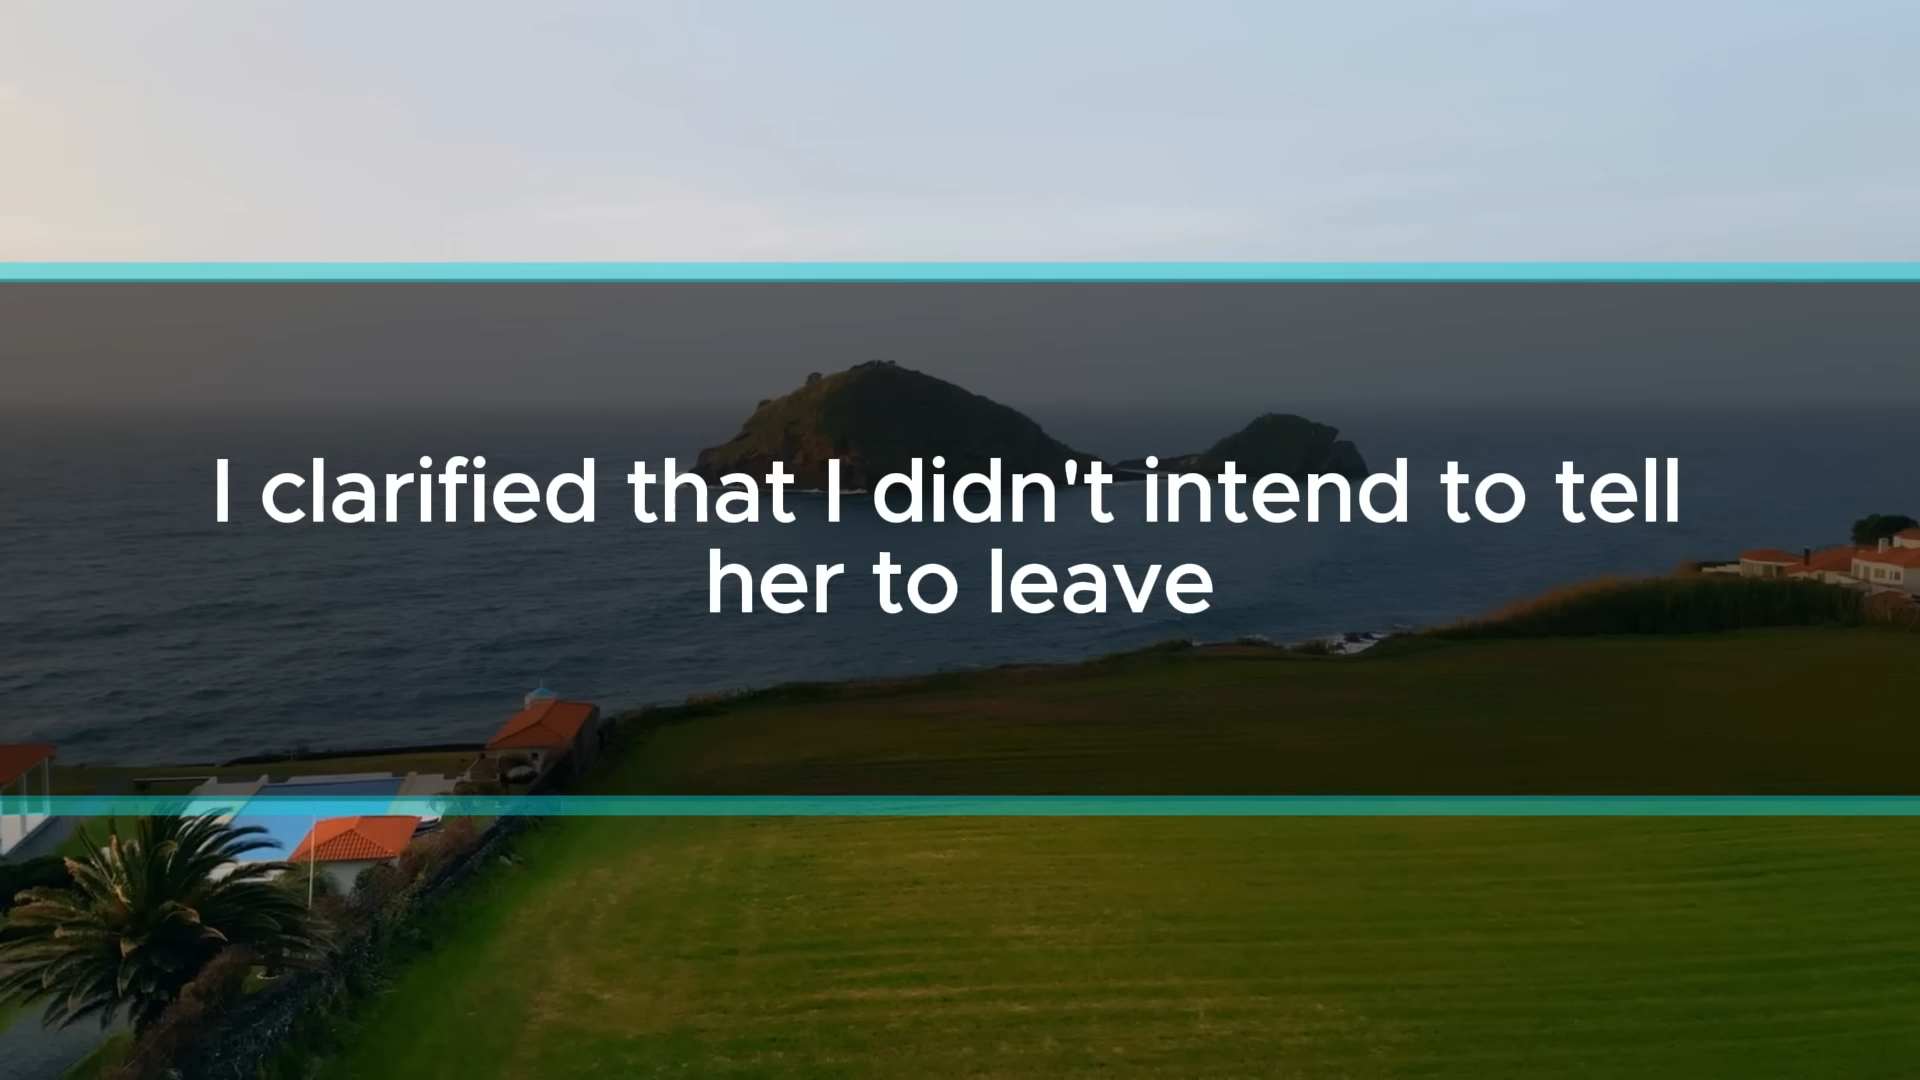 I clarified that I didn't intend to tell
her to leave